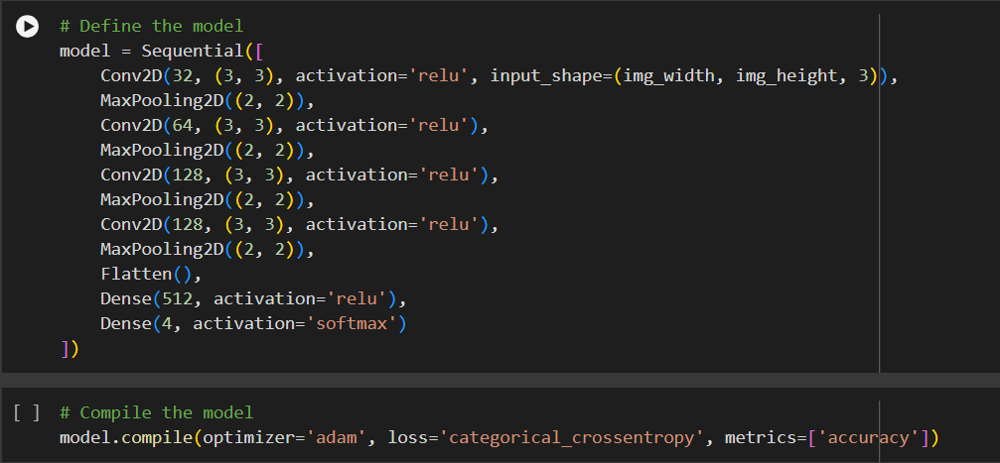 # Define the model
model = Sequential([
    Conv2D(32, (3, 3), activation='relu', input_shape=(img_width, img_height, 3)),
    MaxPooling2D((2, 2)),
    Conv2D(64, (3, 3), activation='relu'),
    MaxPooling2D((2, 2)),
    Conv2D(128, (3, 3), activation='relu'),
    MaxPooling2D((2, 2)),
    Conv2D(128, (3, 3), activation='relu'),
    MaxPooling2D((2, 2)),
    Flatten(),
    Dense(512, activation='relu'),
    Dense(4, activation='softmax')
])
[ ] # Compile the model
model.compile(optimizer='adam', loss='categorical_crossentropy', metrics=['accuracy'])